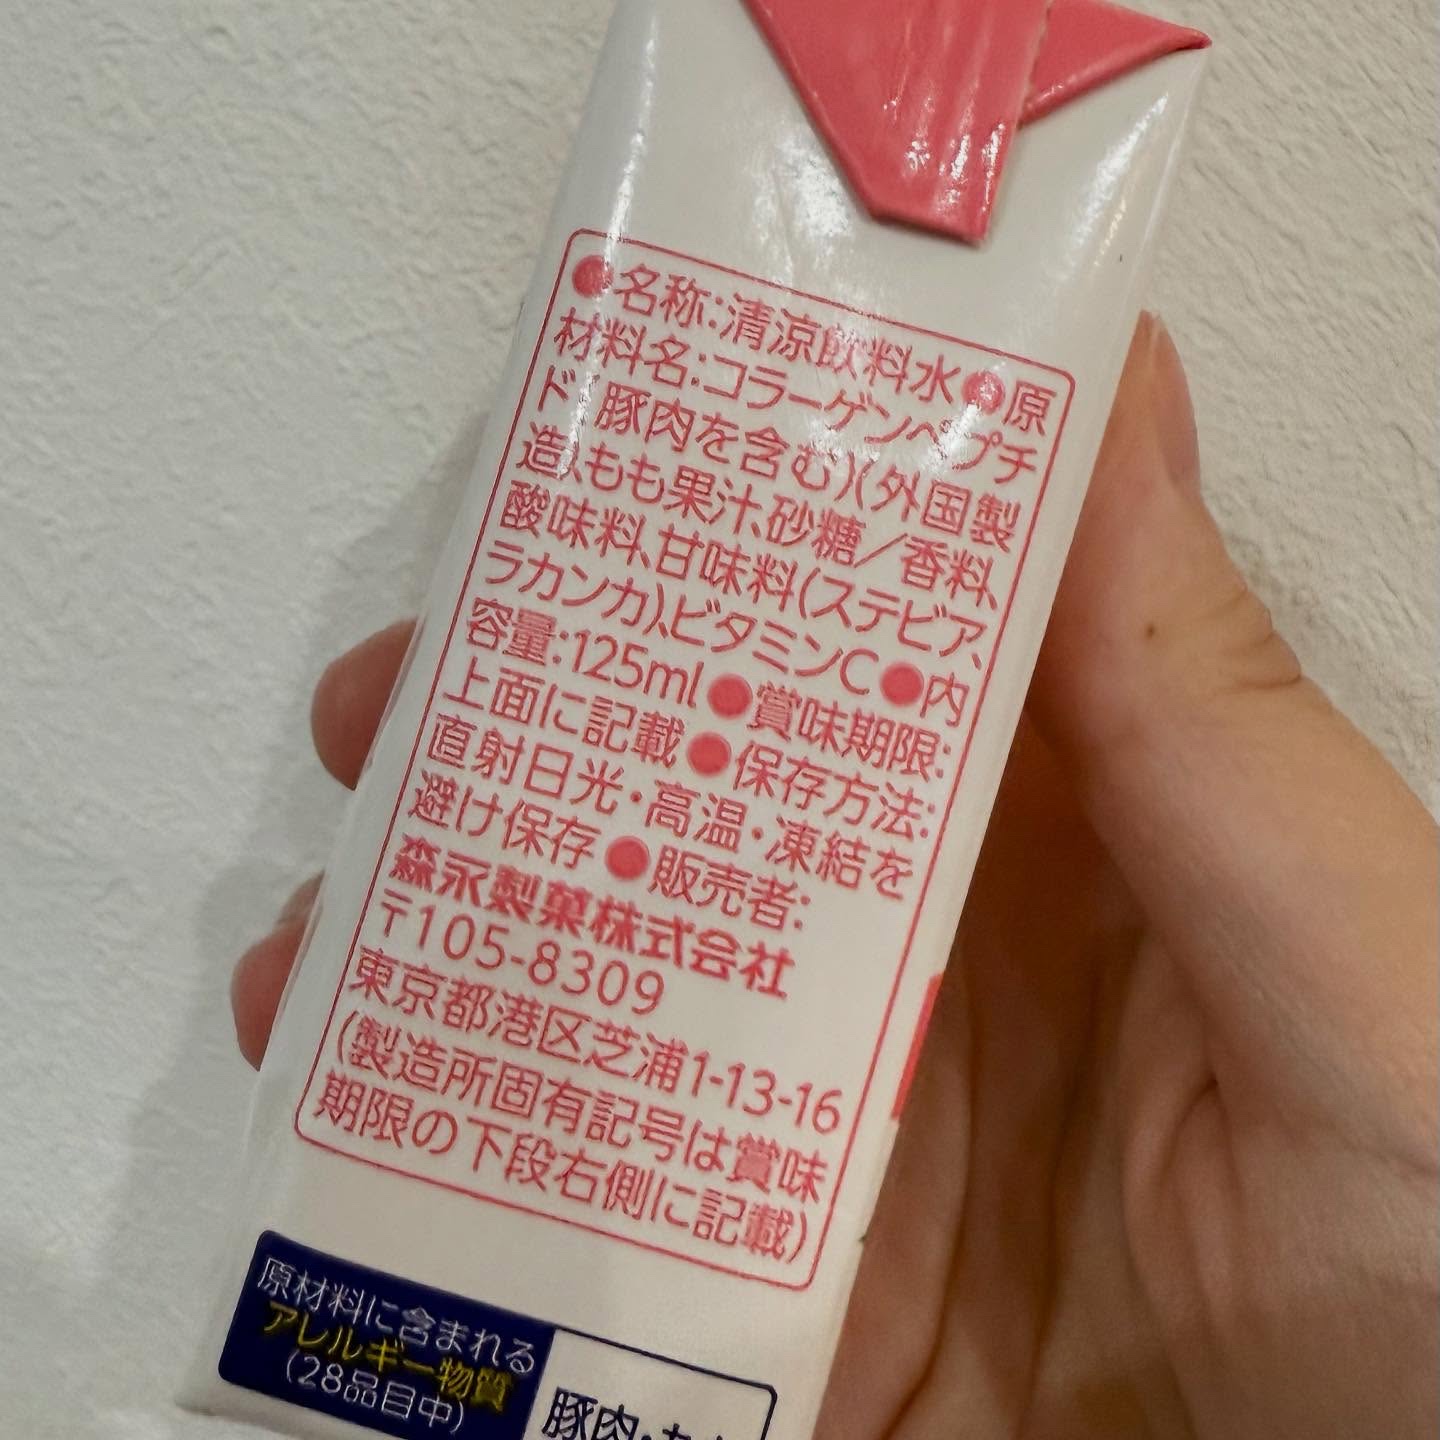 ●名称:清涼飲料水●原
材料名:コラーゲンペプチ
ド(豚肉を含む)(外国製
造)、もも果汁、砂糖／香料、
酸味料、甘味料(ステビア、
ラカンカ)、ビタミンC●内
容量:125ml●賞味期限:
上面に記載●保存方法:
直射日光・高温・凍結を
避け保存●販売者:
森永製菓株式会社
〒105-8309
東京都港区芝浦1-13-16
(製造所固有記号は賞味
期限の下段右側に記載)
原材料に含まれる
アレルギー物質
(28品目中)
豚肉・